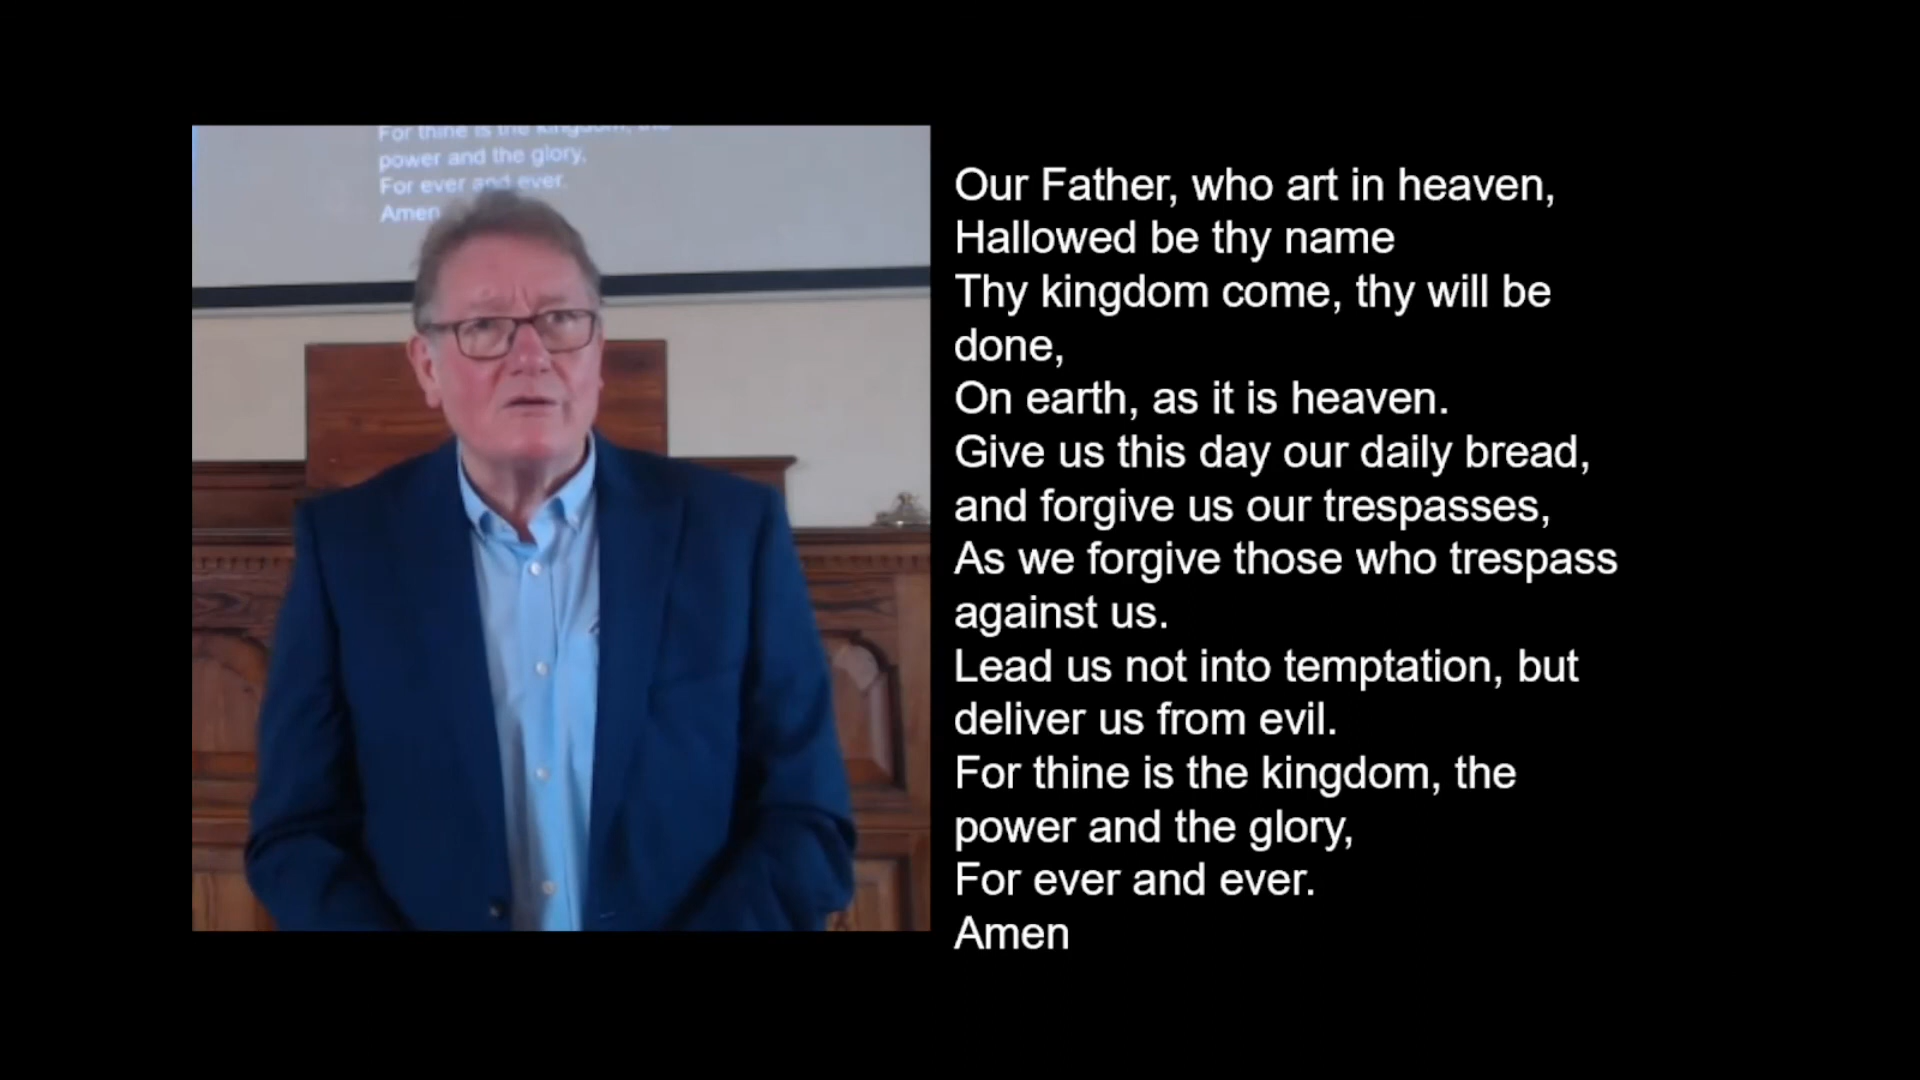 For thine is the kingdom, the
power and the glory,
For ever and ever.
Amen
Our Father, who art in heaven,
Hallowed be thy name
Thy kingdom come, thy will be
done,
On earth, as it is heaven.
Give us this day our daily bread,
and forgive us our trespasses,
As we forgive those who trespass
against us.
Lead us not into temptation, but
deliver us from evil.
For thine is the kingdom, the
power and the glory,
For ever and ever.
Amen